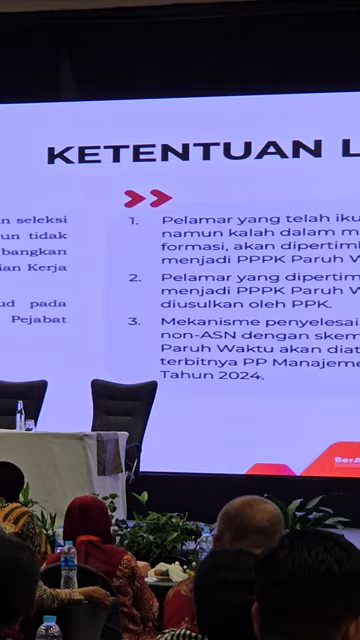 KETENTUAN L
n seleksi
un tidak
bangkan
ian Kerja
ud pada
Pejabat
1. Pelamar yang telah iku
namun kalah dalam m
formasi, akan dipertim
menjadi PPPK Paruh W
2. Pelamar yang dipertim
menjadi PPPK Paruh W
diusulkan oleh PPK.
3. Mekanisme penyelesai
non-ASN dengan skem
Paruh Waktu akan diat
terbitnya PP Manajeme
Tahun 2024.
BerA